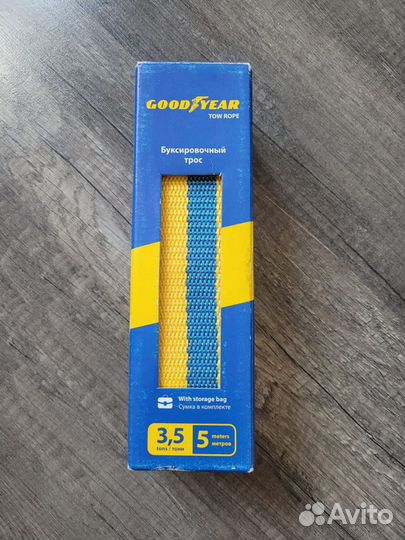 GOODYEAR
TOW ROPE
Буксировочный
трос
With storage bag
Сумка в комплекте
3,5
tons / тонн
5
meters
метров
Avito